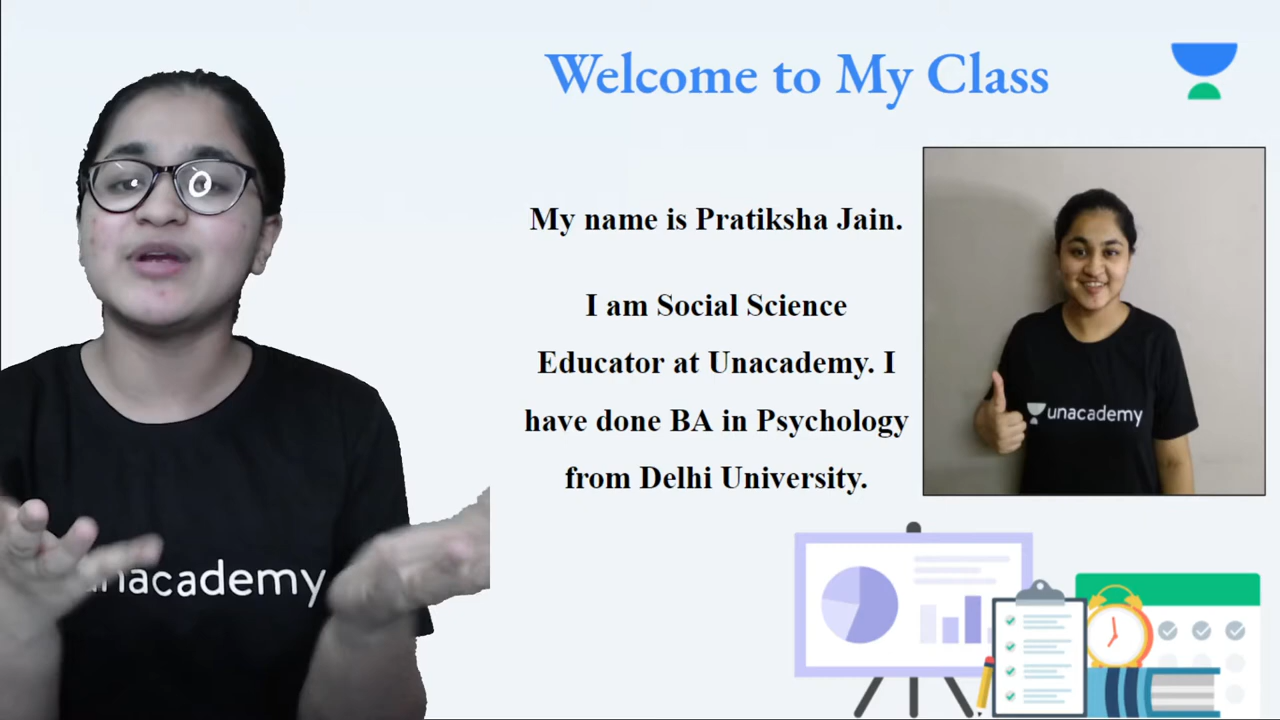 Welcome to My Class
My name is Pratiksha Jain.
I am Social Science
Educator at Unacademy. I
have done BA in Psychology
from Delhi University.
unacademy
unacademy